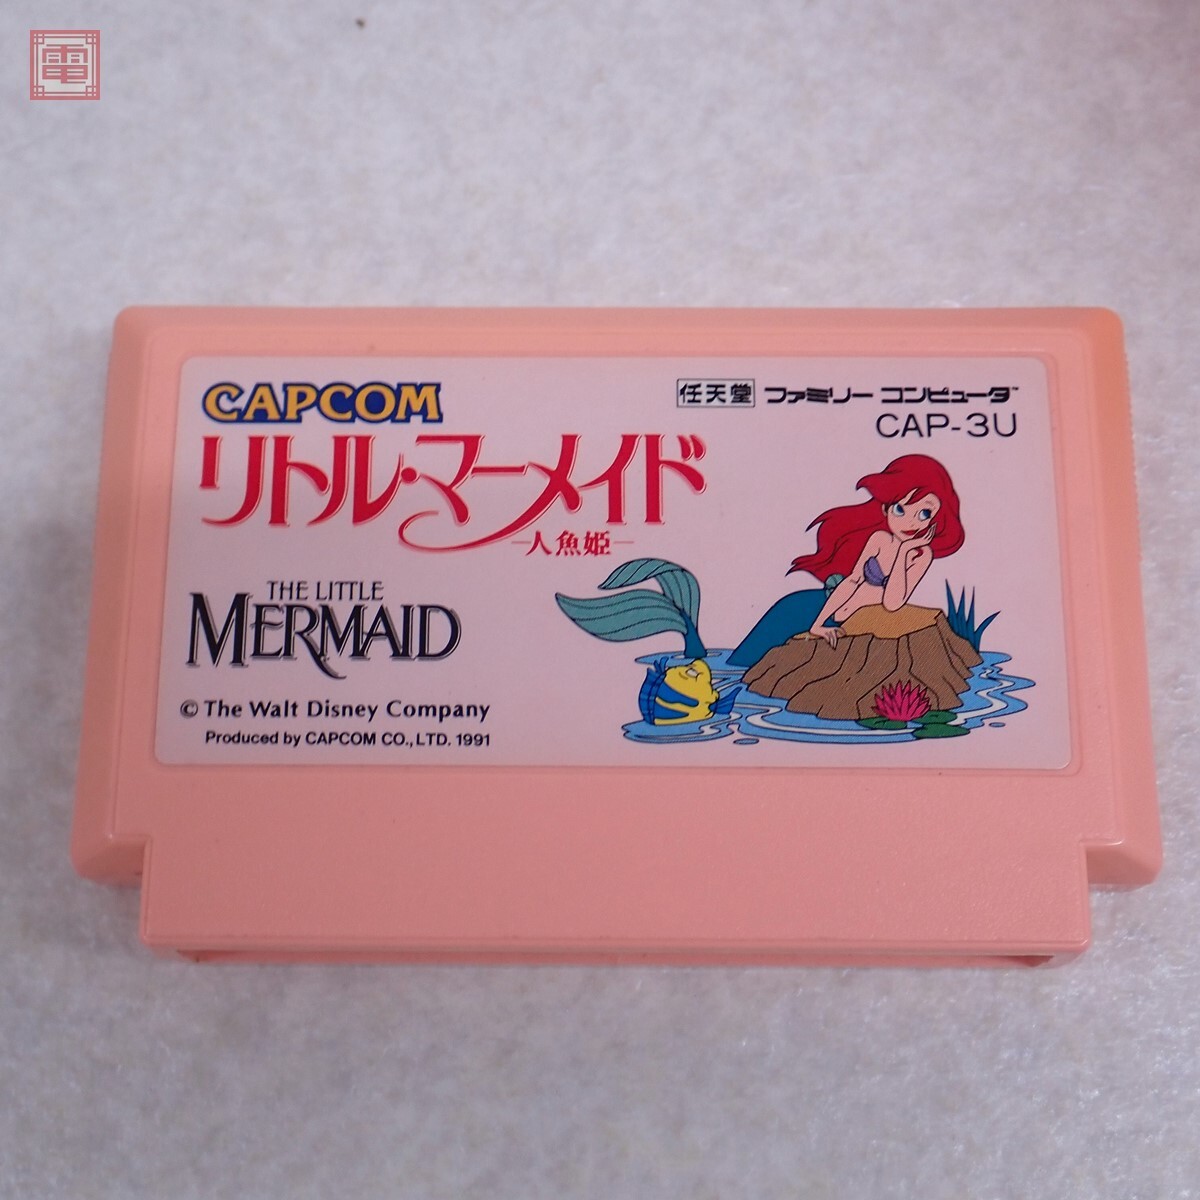 電
CAPCOM
任天堂 ファミリー コンピュータ™
CAP-3U
リトル・マーメイド
─人魚姫─
THE LITTLE
MERMAID
© The Walt Disney Company
Produced by CAPCOM CO., LTD. 1991